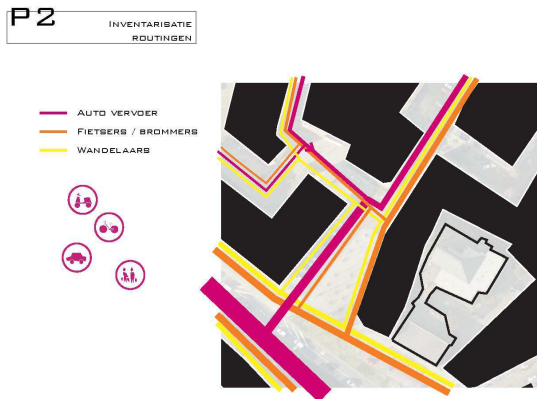 P2
Inventarisatie
routingen
Auto vervoer
Fietsers / brommers
Wandelaars